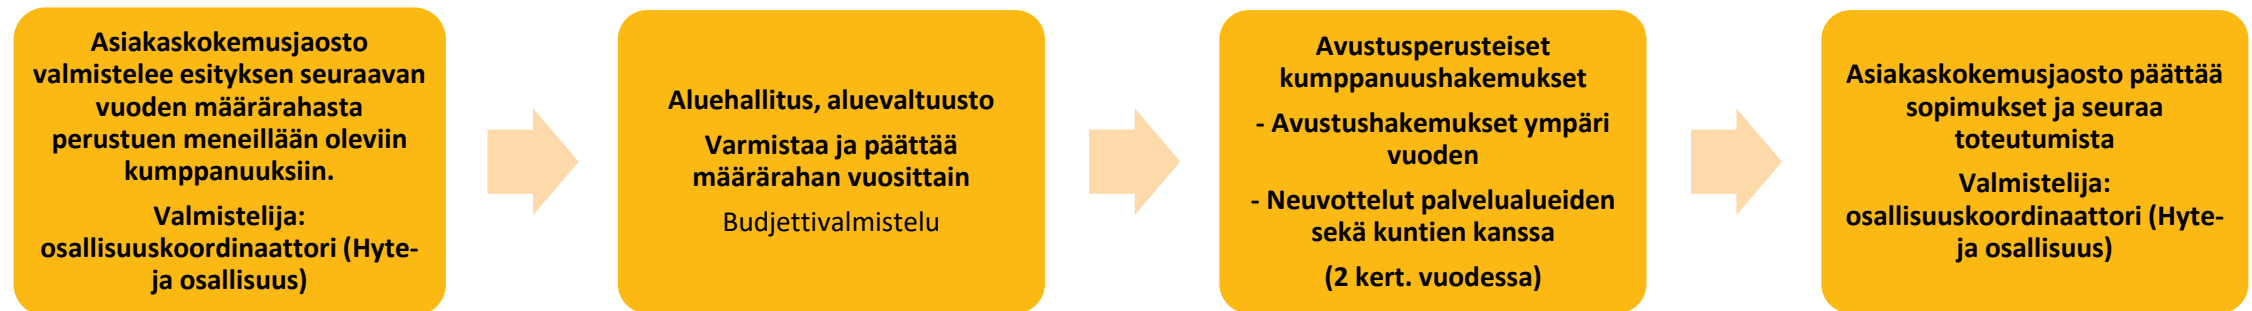 Asiakaskokemusjaosto
valmistelee esityksen seuraavan
vuoden määrärahasta
perustuen meneillään oleviin
kumppanuuksiin.
Valmistelija:
osallisuuskoordinaattori (Hyte-
ja osallisuus)
Aluehallitus, aluevaltuusto
Varmistaa ja päättää
määrärahan vuosittain
Budjettivalmistelu
Avustusperusteiset
kumppanuushakemukset
- Avustushakemukset ympäri
vuoden
- Neuvottelut palvelualueiden
sekä kuntien kanssa
(2 kert. vuodessa)
Asiakaskokemusjaosto päättää
sopimukset ja seuraa
toteutumista
Valmistelija:
osallisuuskoordinaattori (Hyte-
ja osallisuus)